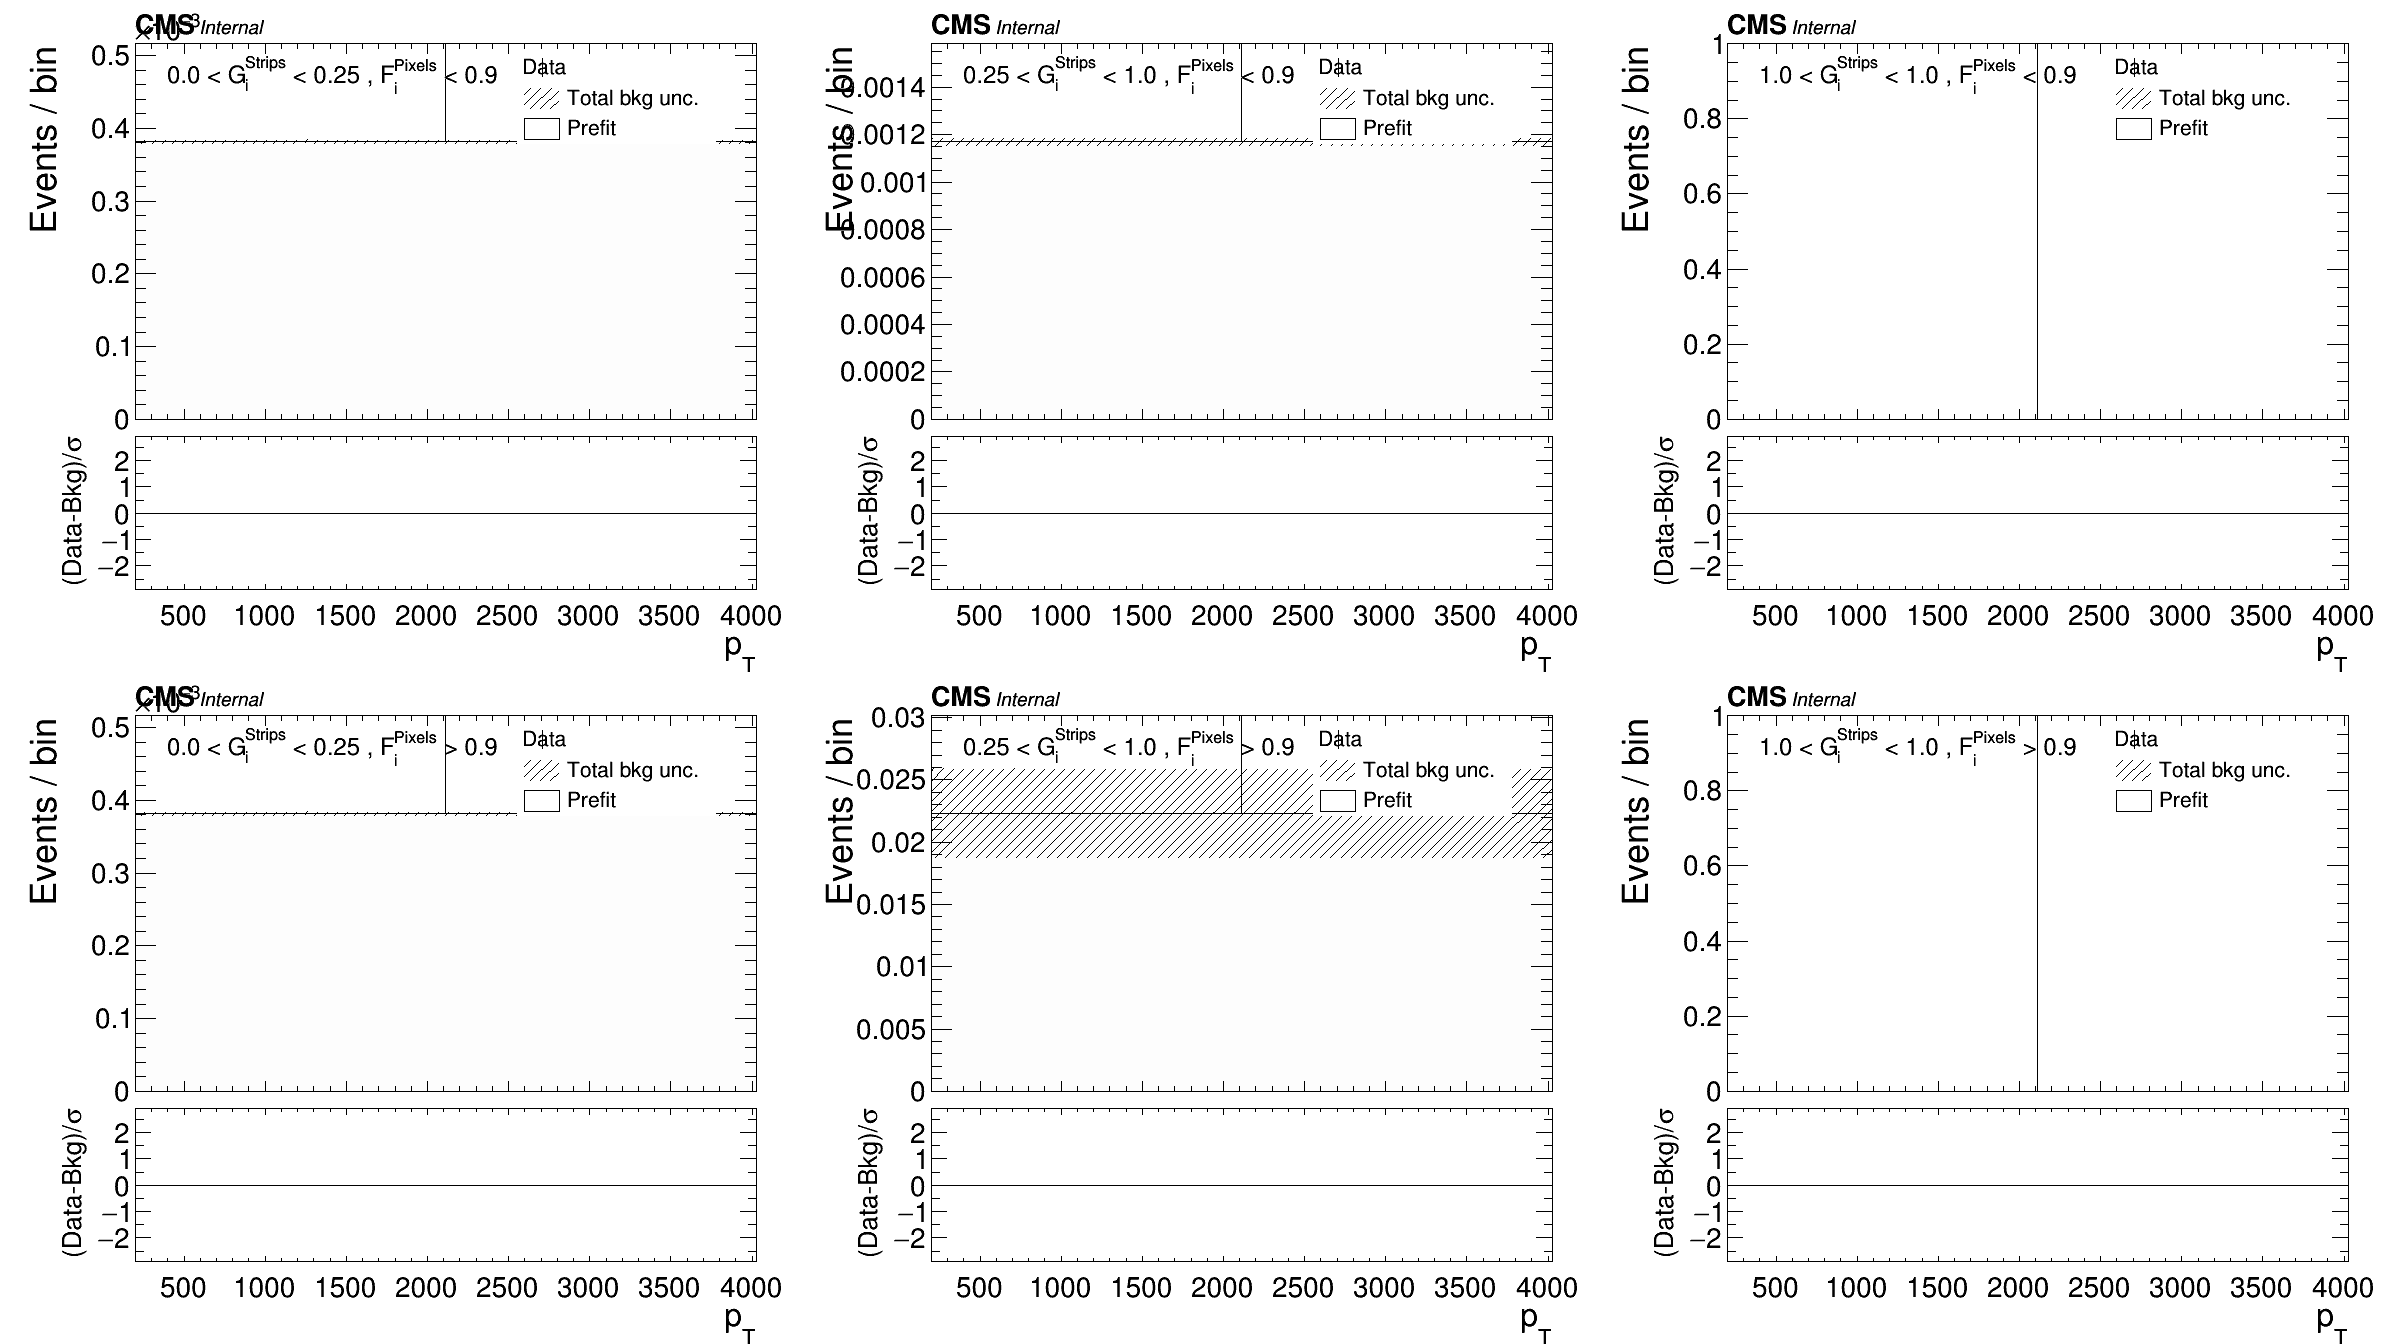 CMS Internal
×10⁻³
Events / bin
0.0 < G_i^Strips < 0.25 , F_i^Pixels < 0.9
Data
Total bkg unc.
Prefit
0.5
0.4
0.3
0.2
0.1
0
(Data-Bkg)/σ
2
1
0
−1
−2
500 1000 1500 2000 2500 3000 3500 4000
p_T
CMS Internal
Events / bin
0.25 < G_i^Strips < 1.0 , F_i^Pixels < 0.9
Data
Total bkg unc.
Prefit
0.0014
0.0012
0.001
0.0008
0.0006
0.0004
0.0002
0
(Data-Bkg)/σ
2
1
0
−1
−2
500 1000 1500 2000 2500 3000 3500 4000
p_T
CMS Internal
Events / bin
1.0 < G_i^Strips < 1.0 , F_i^Pixels < 0.9
Data
Total bkg unc.
Prefit
1
0.8
0.6
0.4
0.2
0
(Data-Bkg)/σ
2
1
0
−1
−2
500 1000 1500 2000 2500 3000 3500 4000
p_T
CMS Internal
×10⁻³
Events / bin
0.0 < G_i^Strips < 0.25 , F_i^Pixels > 0.9
Data
Total bkg unc.
Prefit
0.5
0.4
0.3
0.2
0.1
0
(Data-Bkg)/σ
2
1
0
−1
−2
500 1000 1500 2000 2500 3000 3500 4000
p_T
CMS Internal
Events / bin
0.25 < G_i^Strips < 1.0 , F_i^Pixels > 0.9
Data
Total bkg unc.
Prefit
0.03
0.025
0.02
0.015
0.01
0.005
0
(Data-Bkg)/σ
2
1
0
−1
−2
500 1000 1500 2000 2500 3000 3500 4000
p_T
CMS Internal
Events / bin
1.0 < G_i^Strips < 1.0 , F_i^Pixels > 0.9
Data
Total bkg unc.
Prefit
1
0.8
0.6
0.4
0.2
0
(Data-Bkg)/σ
2
1
0
−1
−2
500 1000 1500 2000 2500 3000 3500 4000
p_T